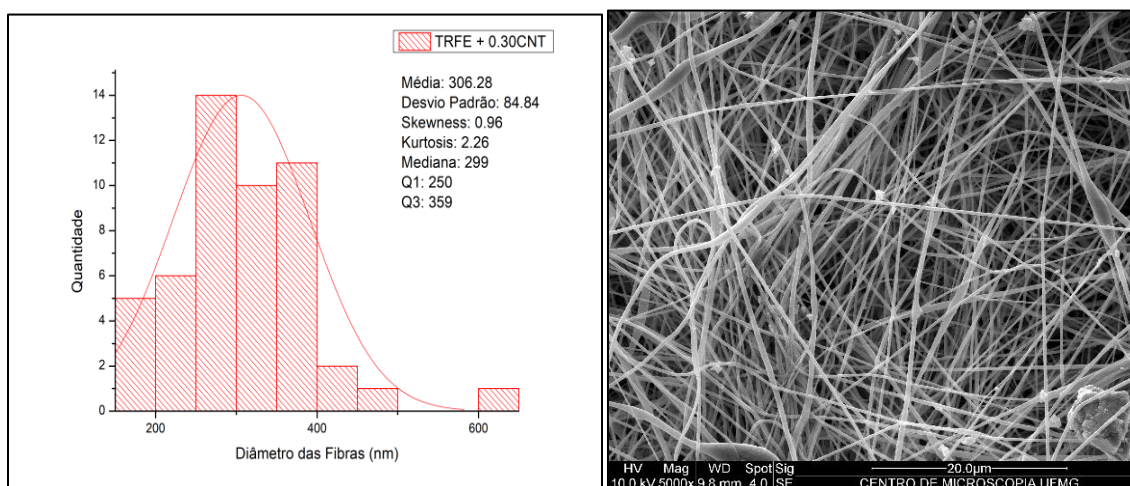 TRFE + 0.30CNT
Média: 306.28
Desvio Padrão: 84.84
Skewness: 0.96
Kurtosis: 2.26
Mediana: 299
Q1: 250
Q3: 359
Quantidade
14
12
10
8
6
4
2
0
200 400 600
Diâmetro das Fibras (nm)
HV Mag WD Spot Sig 20.0µm
10.0 kV 5000x 9.8 mm 4.0 SE CENTRO DE MICROSCOPIA UFMG